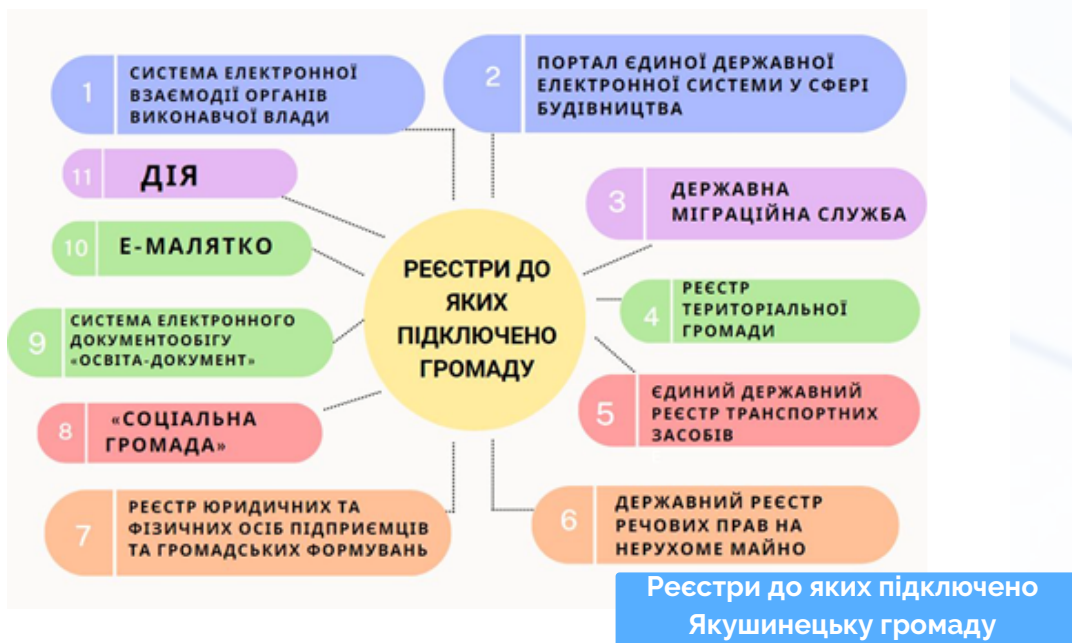 1
СИСТЕМА ЕЛЕКТРОННОЇ
ВЗАЄМОДІЇ ОРГАНІВ
ВИКОНАВЧОЇ ВЛАДИ
2
ПОРТАЛ ЄДИНОЇ ДЕРЖАВНОЇ
ЕЛЕКТРОННОЇ СИСТЕМИ У СФЕРІ
БУДІВНИЦТВА
11
ДІЯ
3
ДЕРЖАВНА
МІГРАЦІЙНА СЛУЖБА
10
Е-МАЛЯТКО
РЕЄСТРИ ДО
ЯКИХ
ПІДКЛЮЧЕНО
ГРОМАДУ
4
РЕЄСТР
ТЕРИТОРІАЛЬНОЇ
ГРОМАДИ
9
СИСТЕМА ЕЛЕКТРОННОГО
ДОКУМЕНТООБІГУ
«ОСВІТА-ДОКУМЕНТ»
5
ЄДИНИЙ ДЕРЖАВНИЙ
РЕЄСТР ТРАНСПОРТНИХ
ЗАСОБІВ
8
«СОЦІАЛЬНА
ГРОМАДА»
7
РЕЄСТР ЮРИДИЧНИХ ТА
ФІЗИЧНИХ ОСІБ ПІДПРИЄМЦІВ
ТА ГРОМАДСЬКИХ ФОРМУВАНЬ
6
ДЕРЖАВНИЙ РЕЄСТР
РЕЧОВИХ ПРАВ НА
НЕРУХОМЕ МАЙНО
Реєстри до яких підключено
Якушинецьку громаду